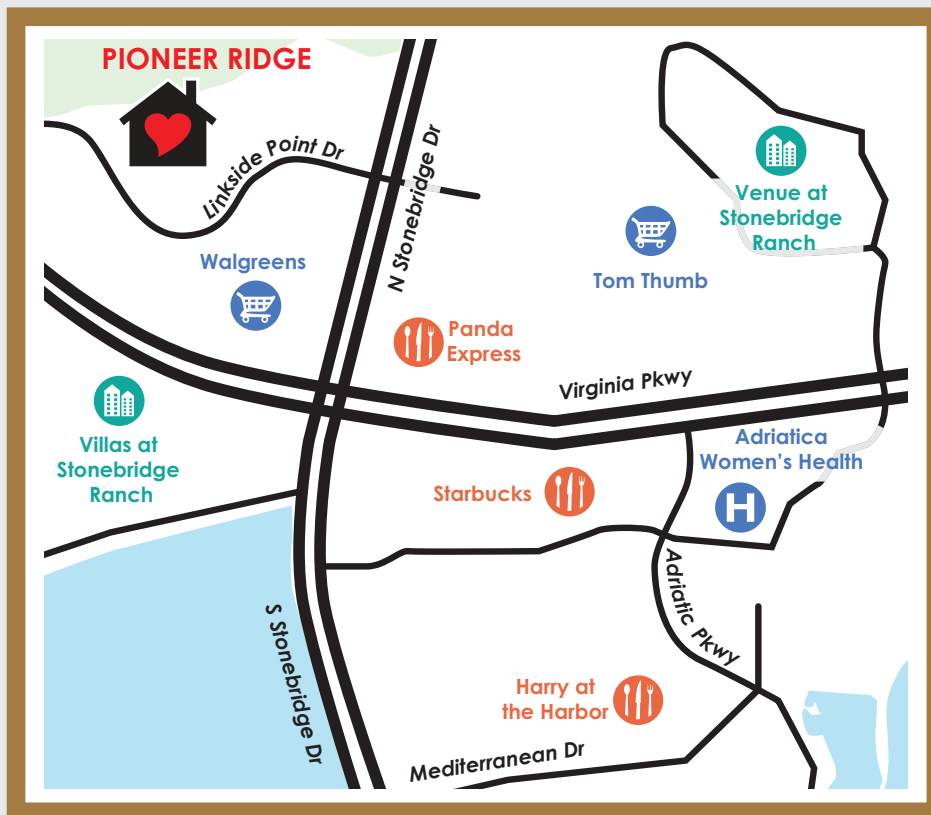 PIONEER RIDGE
Linkside Point Dr
N Stonebridge Dr
Venue at
Stonebridge
Ranch
Walgreens
Tom Thumb
Panda
Express
Virginia Pkwy
Villas at
Stonebridge
Ranch
Adriatica
Women’s Health
Starbucks
H
Adriatic Pkwy
S Stonebridge Dr
Harry at
the Harbor
Mediterranean Dr